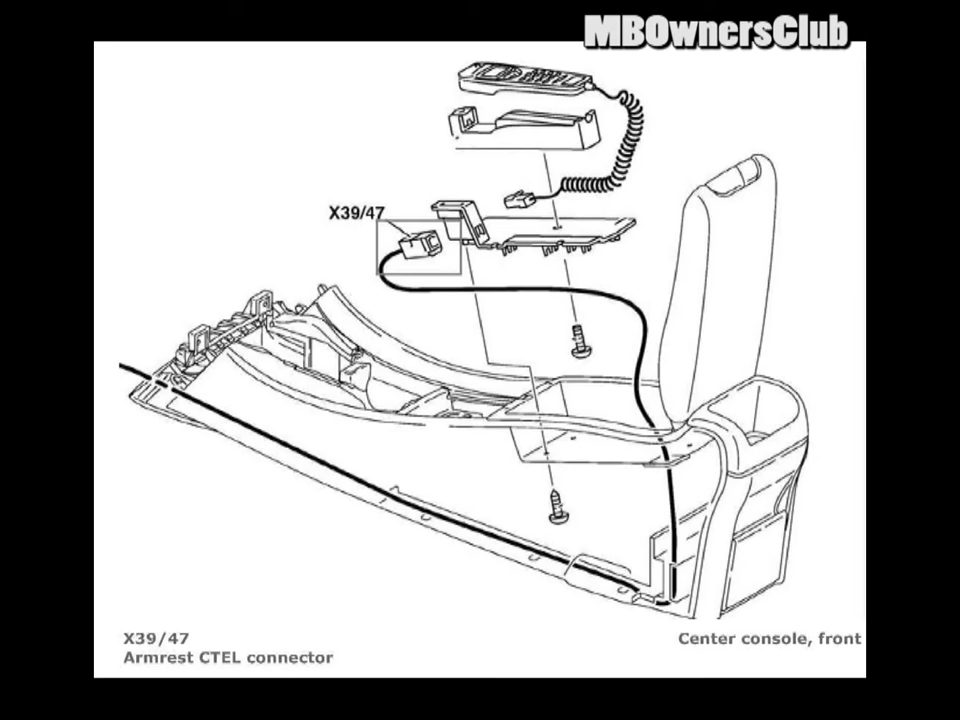 MBOwnersClub
X39/47
X39/47
Armrest CTEL connector
Center console, front